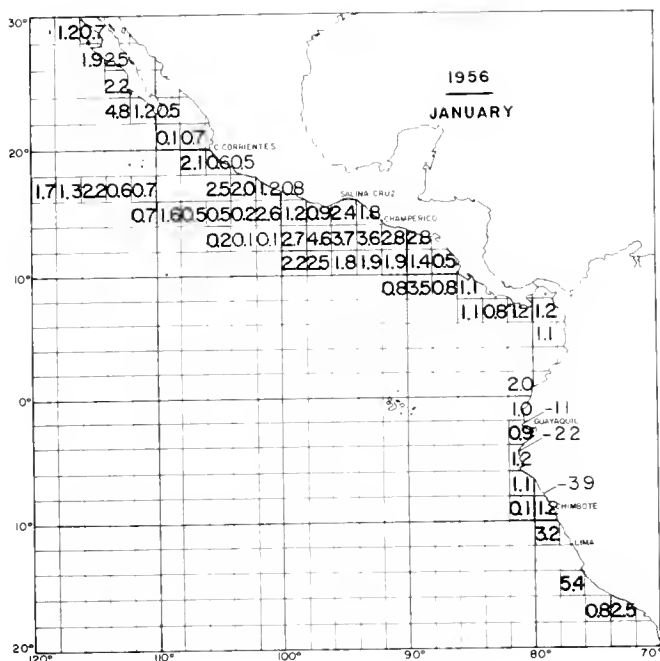 30°
1.2 0.7
1956
1.9 2.5
JANUARY
2.2
4.8 1.2 0.5
0.1 0.7
C. CORRIENTES
20°
2.1 0.6 0.5
1.7 1.3 2.2 0.6 0.7 2.5 2.0 1.2 0.8
SALINA CRUZ
0.7 1.6 0.5 0.5 0.2 2.6 1.2 0.9 2.4 1.8
CHAMPERICO
0.2 0.1 0.1 2.7 4.6 3.7 3.6 2.8 2.8
2.2 2.5 1.8 1.9 1.9 1.4 0.5
10°
0.8 3.5 0.8 1.1
1.1 0.8 1.2 1.2
1.1
2.0
0°
1.0 -11
GUAYAQUIL
0.9 -22
1.2
1.1 -39
0.1 1.2 CHIMBOTE
10°
3.2 LIMA
5.4
0.8 2.5
20°
120° 110° 100° 90° 80° 70°